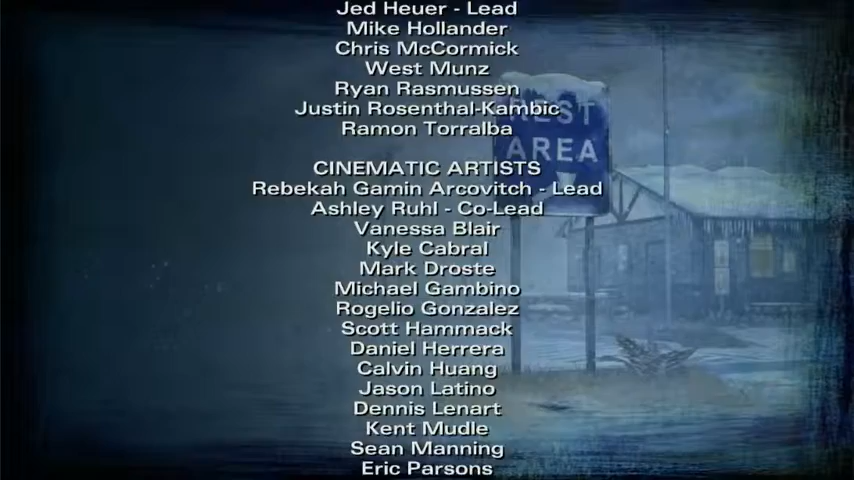 Jed Heuer - Lead
Mike Hollander
Chris McCormick
West Munz
Ryan Rasmussen
Justin Rosenthal-Kambic
Ramon Torralba
REST
AREA
CINEMATIC ARTISTS
Rebekah Gamin Arcovitch - Lead
Ashley Ruhl - Co-Lead
Vanessa Blair
Kyle Cabral
Mark Droste
Michael Gambino
Rogelio Gonzalez
Scott Hammack
Daniel Herrera
Calvin Huang
Jason Latino
Dennis Lenart
Kent Mudle
Sean Manning
Eric Parsons